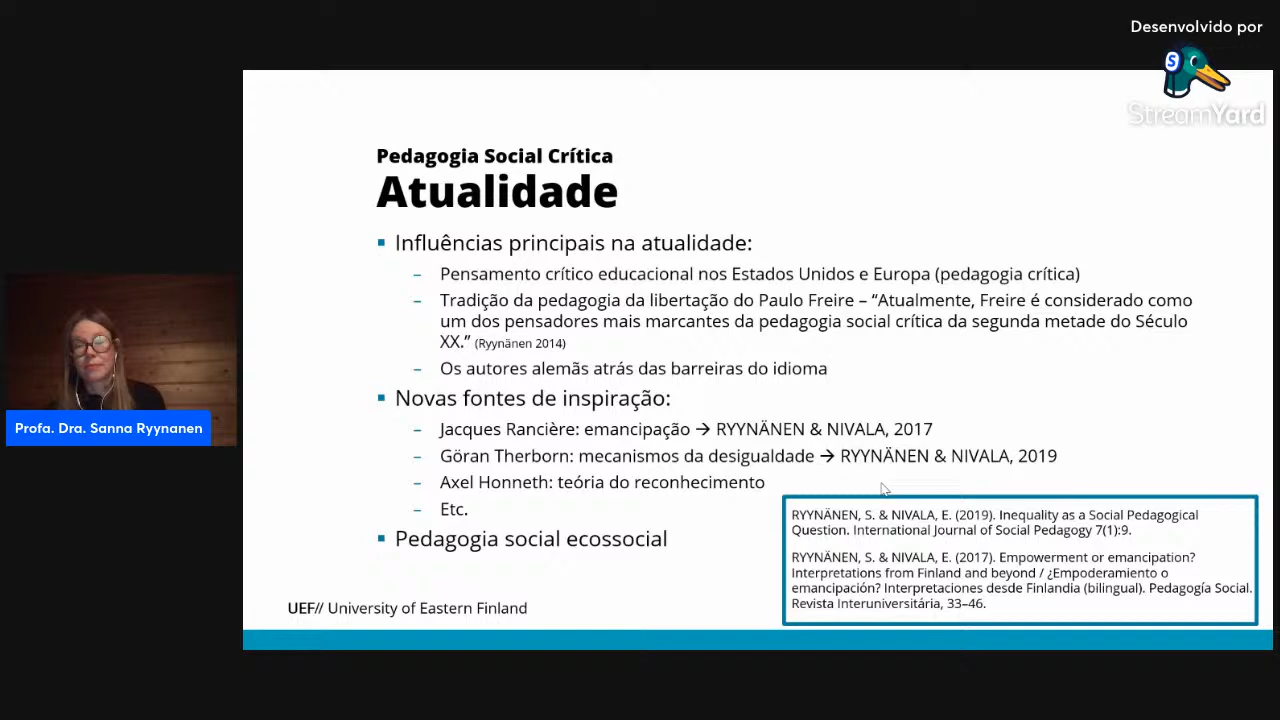 Desenvolvido por
StreamYard
Pedagogia Social Crítica
Atualidade
▪ Influências principais na atualidade:
– Pensamento crítico educacional nos Estados Unidos e Europa (pedagogia crítica)
– Tradição da pedagogia da libertação do Paulo Freire – “Atualmente, Freire é considerado como
um dos pensadores mais marcantes da pedagogia social crítica da segunda metade do Século
XX.” (Ryynänen 2014)
– Os autores alemãs atrás das barreiras do idioma
▪ Novas fontes de inspiração:
– Jacques Rancière: emancipação → RYYNÄNEN & NIVALA, 2017
– Göran Therborn: mecanismos da desigualdade → RYYNÄNEN & NIVALA, 2019
– Axel Honneth: teória do reconhecimento
– Etc.
▪ Pedagogia social ecossocial
RYYNÄNEN, S. & NIVALA, E. (2019). Inequality as a Social Pedagogical
Question. International Journal of Social Pedagogy 7(1):9.
RYYNÄNEN, S. & NIVALA, E. (2017). Empowerment or emancipation?
Interpretations from Finland and beyond / ¿Empoderamiento o
emancipación? Interpretaciones desde Finlandia (bilingual). Pedagogía Social.
Revista Interuniversitária, 33–46.
UEF// University of Eastern Finland
Profa. Dra. Sanna Ryynanen